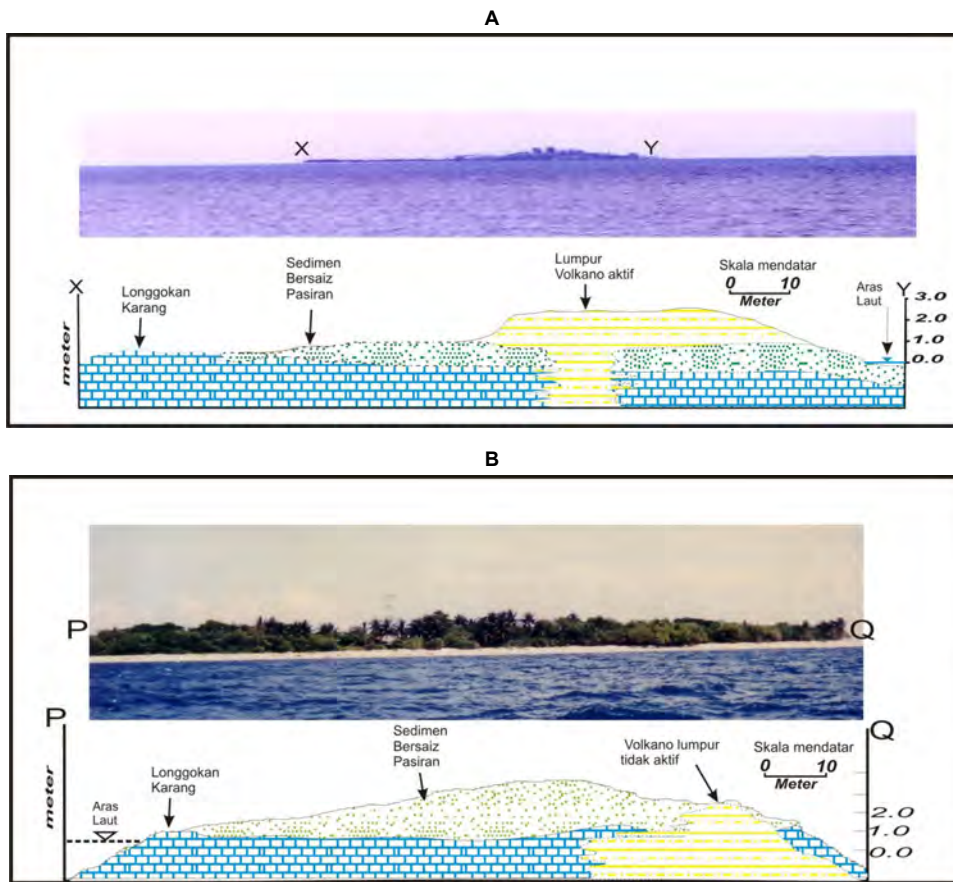 A
X
Y
X
Longgokan
Karang
Sedimen
Bersaiz
Pasiran
Lumpur
Volkano aktif
Skala mendatar
0 10
Meter
Aras
Laut
Y
3.0
2.0
1.0
0.0
meter
B
P
Q
P
Q
meter
Aras
Laut
Longgokan
Karang
Sedimen
Bersaiz
Pasiran
Volkano lumpur
tidak aktif
Skala mendatar
0 10
Meter
2.0
1.0
0.0